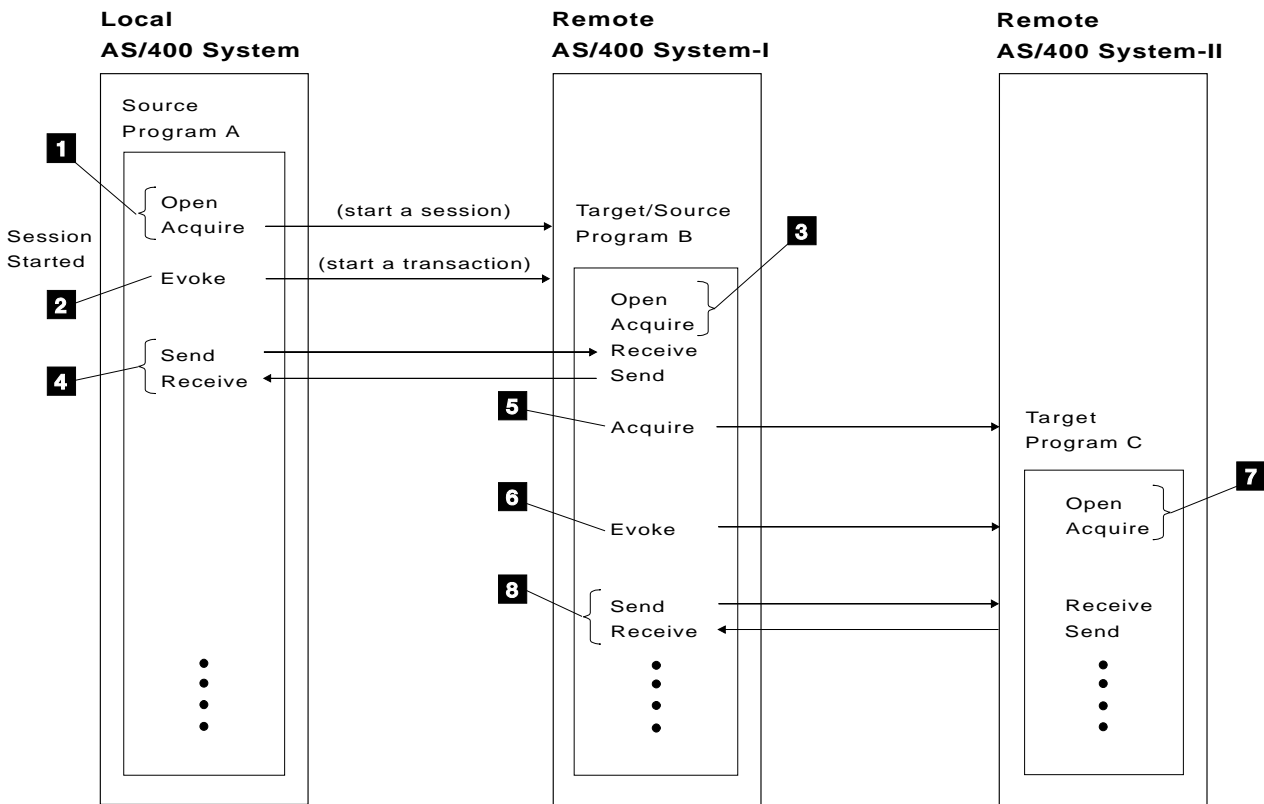 Local
AS/400 System
Remote
AS/400 System-I
Remote
AS/400 System-II
Source
Program A
1
Open
Acquire
(start a session)
Target/Source
Program B
3
Session
Started
2
Evoke
(start a transaction)
Open
Acquire
4
Send
Receive
Receive
Send
5
Acquire
Target
Program C
7
Open
Acquire
6
Evoke
8
Send
Receive
Receive
Send